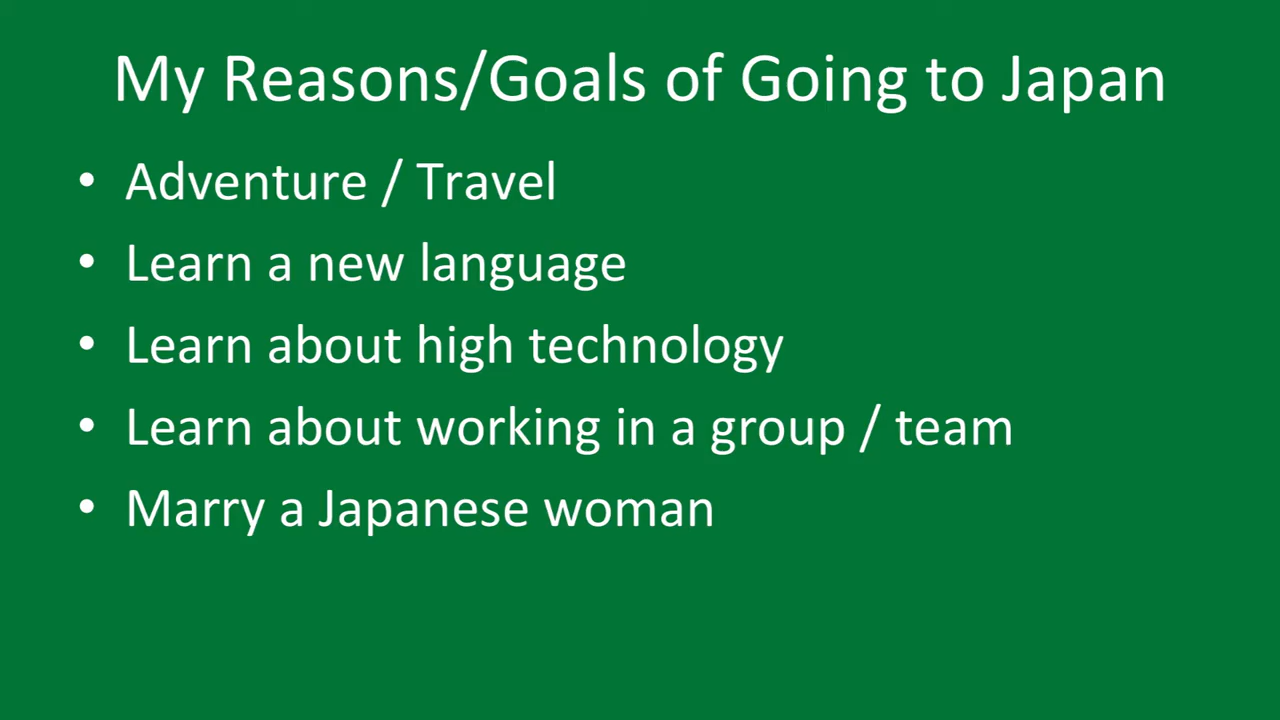 My Reasons/Goals of Going to Japan
• Adventure / Travel
• Learn a new language
• Learn about high technology
• Learn about working in a group / team
• Marry a Japanese woman